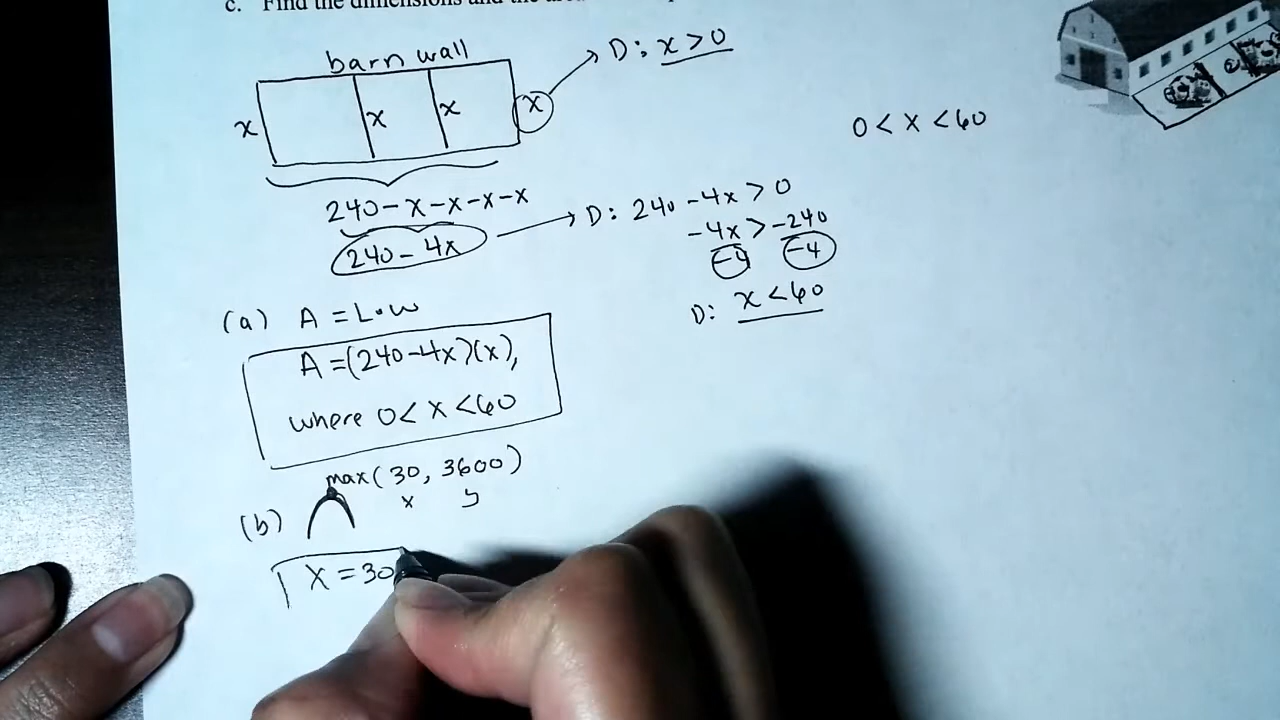 c. Find the dimensions and the
barn wall
x x x x
D: x > 0
0 < x < 60
240 - x - x - x - x
240 - 4x
D: 240 - 4x > 0
-4x > -240
-4 -4
D: x < 60
(a) A = L·w
A = (240-4x)(x),
where 0 < x < 60
max (30, 3600)
x y
(b)
X = 30